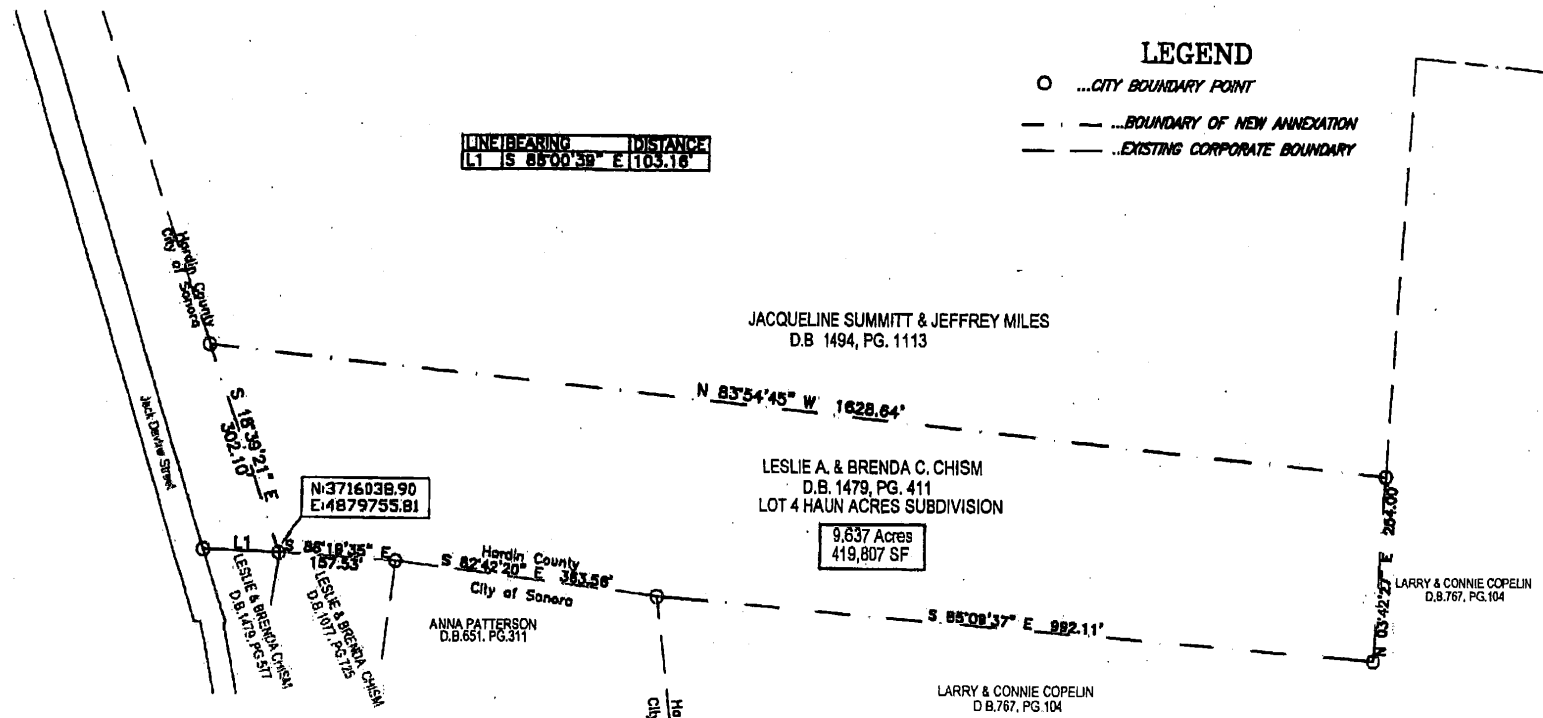 LEGEND
...CITY BOUNDARY POINT
...BOUNDARY OF NEW ANNEXATION
...EXISTING CORPORATE BOUNDARY
LINE BEARING DISTANCE
L1 S 88°00'39" E 103.16'
Hardin County
City of Sonora
JACQUELINE SUMMITT & JEFFREY MILES
D.B 1494, PG. 1113
N 83°54'45" W 1628.64'
Jack Devine Street
S 18°39'21" E
302.10'
LESLIE A. & BRENDA C. CHISM
D.B. 1479, PG. 411
LOT 4 HAUN ACRES SUBDIVISION
9.637 Acres
419,807 SF
N:3716038.90
E:4879755.81
L1
157.53'
Hardin County
S 82°42'20" E 363.56'
City of Sonora
S 85°09'37" E 992.11'
N 03°42'27" E 264.00'
LARRY & CONNIE COPELIN
D.B.767, PG.104
LESLIE & BRENDA CHISM
D.B.1479, PG.577
LESLIE & BRENDA CHISM
D.B.1077, PG.725
ANNA PATTERSON
D.B.651, PG.311
LARRY & CONNIE COPELIN
D B.767, PG.104